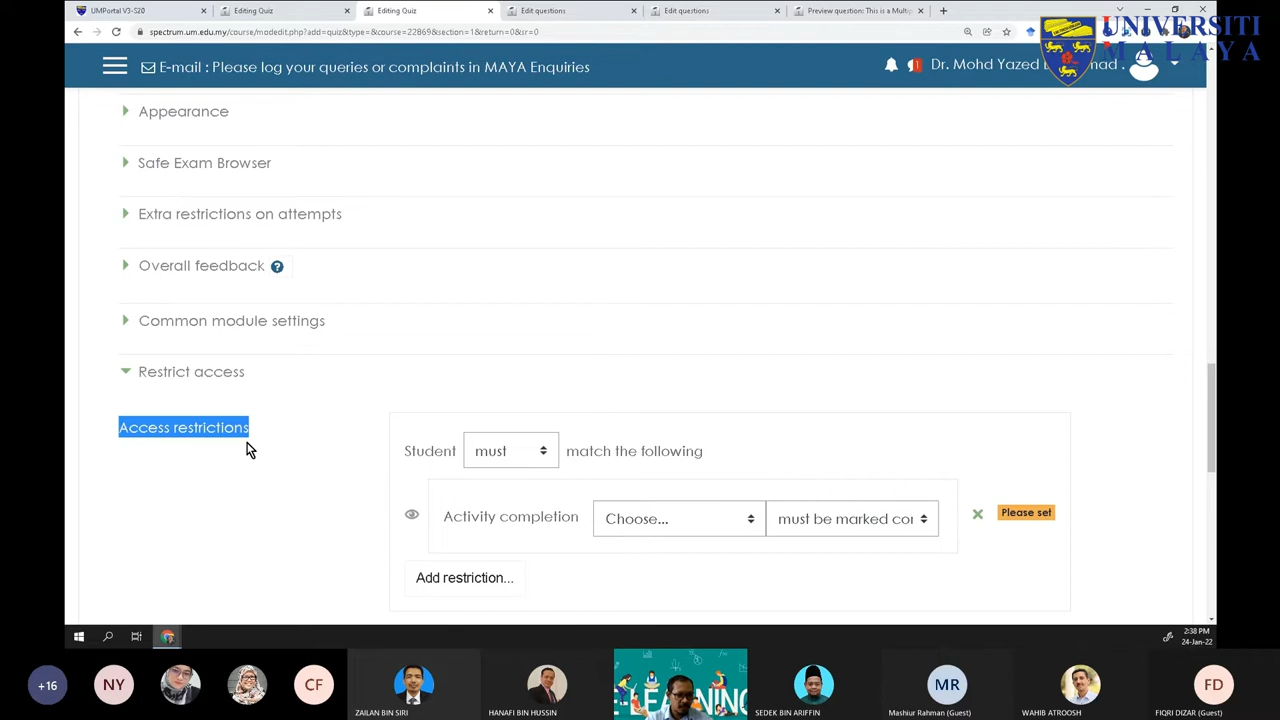 UMPortal V3-S20
Editing Quiz
Editing Quiz
Edit questions
Edit questions
Preview question: This is a Multip
spectrum.um.edu.my/course/modedit.php?add=quiz&type=&course=22869&section=1&return=0&sr=0
UNIVERSITI
MALAYA
E-mail : Please log your queries or complaints in MAYA Enquiries
Dr. Mohd Yazed
Appearance
Safe Exam Browser
Extra restrictions on attempts
Overall feedback ?
Common module settings
Restrict access
Access restrictions
Student must match the following
Activity completion Choose... must be marked con Please set
Add restriction...
2:38 PM
24-Jan-22
+16
NY
CF
MR
FD
E-LEARNING
ZAILAN BIN SIRI
HANAFI BIN HUSSIN
SEDEK BIN ARIFFIN
Mashiur Rahman (Guest)
WAHIB ATROOSH
FIQRI DIZAR (Guest)